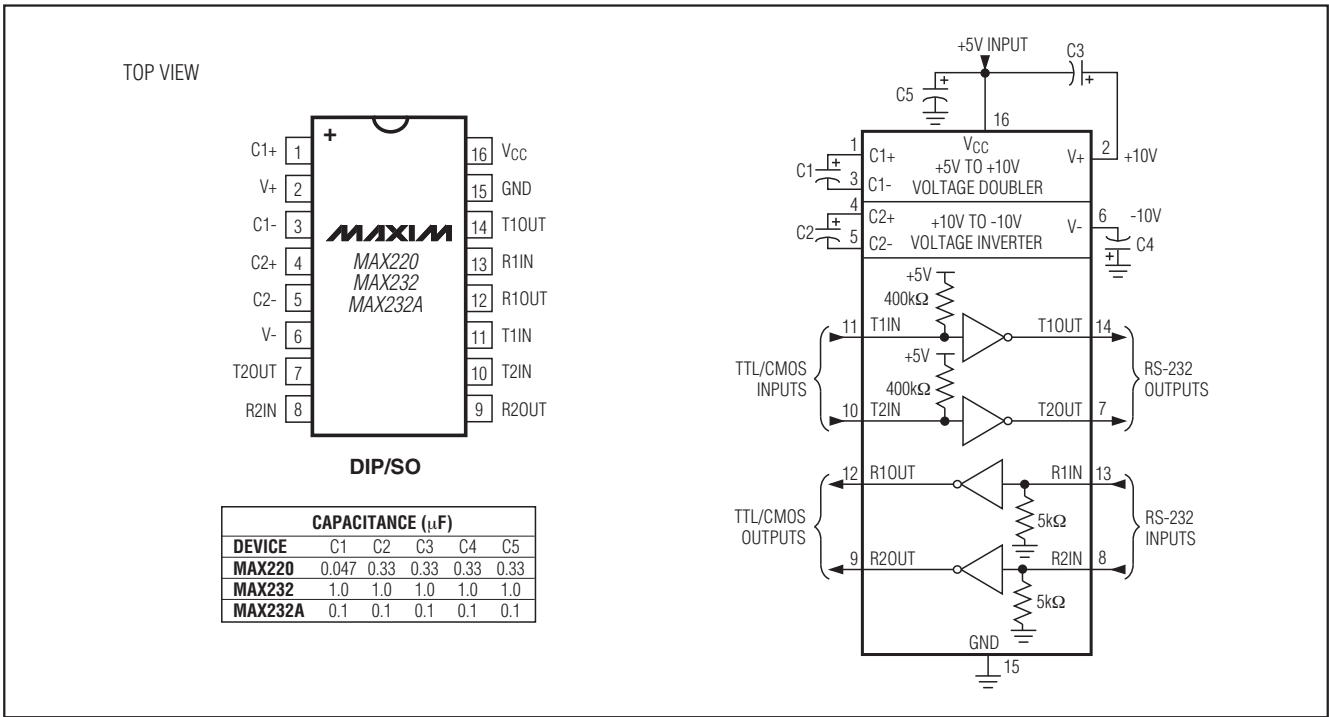 TOP VIEW
C1+ 1
V+ 2
C1- 3
C2+ 4
C2- 5
V- 6
T2OUT 7
R2IN 8
+
MAXIM
MAX220
MAX232
MAX232A
16 VCC
15 GND
14 T1OUT
13 R1IN
12 R1OUT
11 T1IN
10 T2IN
9 R2OUT
DIP/SO
CAPACITANCE (μF)
DEVICE C1 C2 C3 C4 C5
MAX220 0.047 0.33 0.33 0.33 0.33
MAX232 1.0 1.0 1.0 1.0 1.0
MAX232A 0.1 0.1 0.1 0.1 0.1
+5V INPUT
C3
+
C5 +
16
VCC
1 C1+
C1 +
3 C1-
+5V TO +10V
VOLTAGE DOUBLER
V+ 2 +10V
4 C2+
C2 +
5 C2-
+10V TO -10V
VOLTAGE INVERTER
V- 6 -10V
C4
+
+5V
400kΩ
11 T1IN
T1OUT 14
+5V
400kΩ
TTL/CMOS
INPUTS
RS-232
OUTPUTS
10 T2IN
T2OUT 7
12 R1OUT
R1IN 13
5kΩ
TTL/CMOS
OUTPUTS
RS-232
INPUTS
9 R2OUT
R2IN 8
5kΩ
GND
15